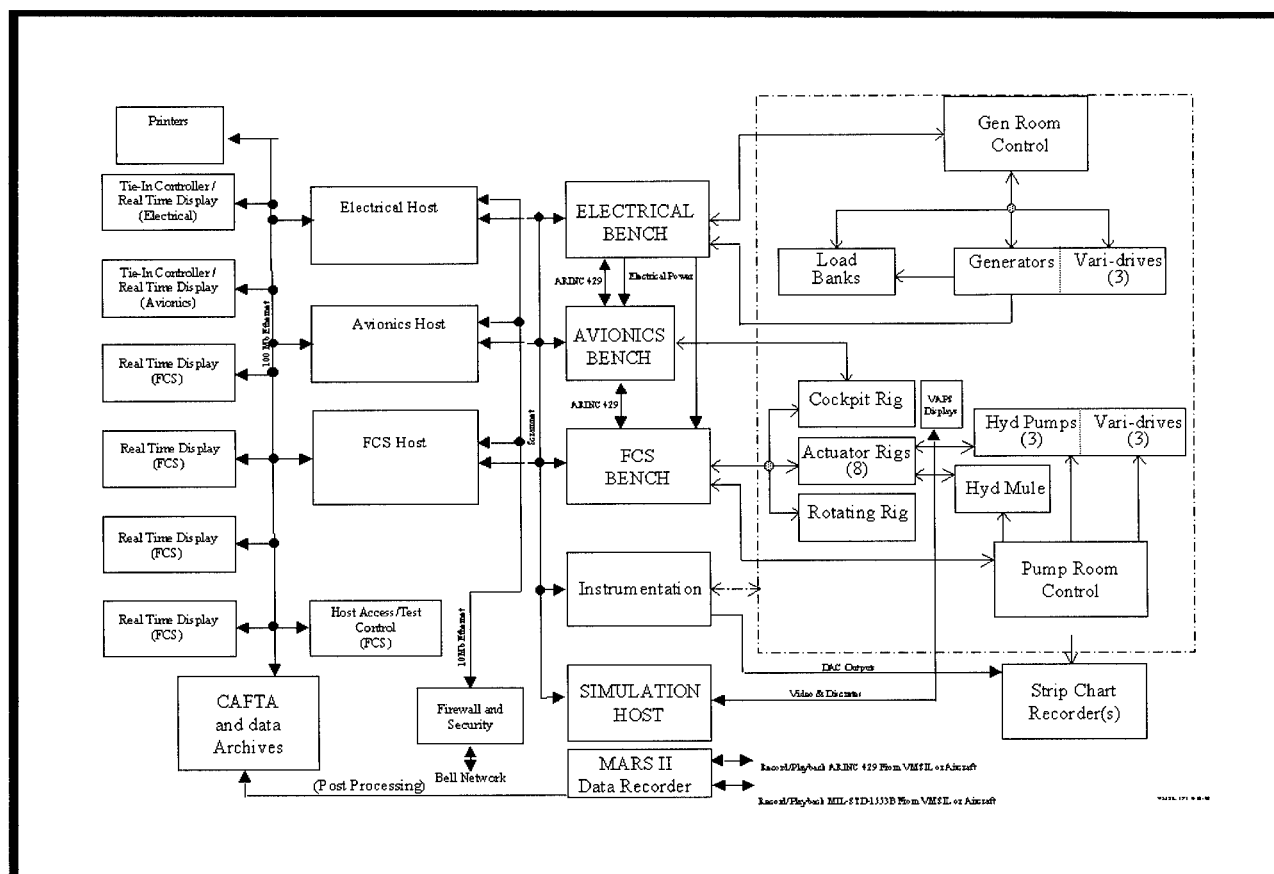 Printers
Gen Room
Control
Tie-In Controller /
Real Time Display
(Electrical)
Electrical Host
ELECTRICAL
BENCH
Load
Banks
Generators
Vari-drives
(3)
ARINC 429
Electrical Power
Tie-In Controller /
Real Time Display
(Avionics)
100 Mb Ethernet
Avionics Host
AVIONICS
BENCH
Real Time Display
(FCS)
ARINC 429
Cockpit Rig
VAPS
Displays
Hyd Pumps
(3)
Vari-drives
(3)
Real Time Display
(FCS)
FCS Host
Scramnet
FCS
BENCH
Actuator Rigs
(8)
Hyd Mule
Rotating Rig
Real Time Display
(FCS)
Instrumentation
Pump Room
Control
Real Time Display
(FCS)
Host Access/Test
Control
(FCS)
10 Mb Ethernet
DAC Outputs
CAFTA
and data
Archives
Firewall and
Security
SIMULATION
HOST
Video & Discretes
Strip Chart
Recorder(s)
Bell Network
(Post Processing)
MARS II
Data Recorder
Record/Playback ARINC 429 From VMSIL or Aircraft
Record/Playback MIL-STD-1553B From VMSIL or Aircraft